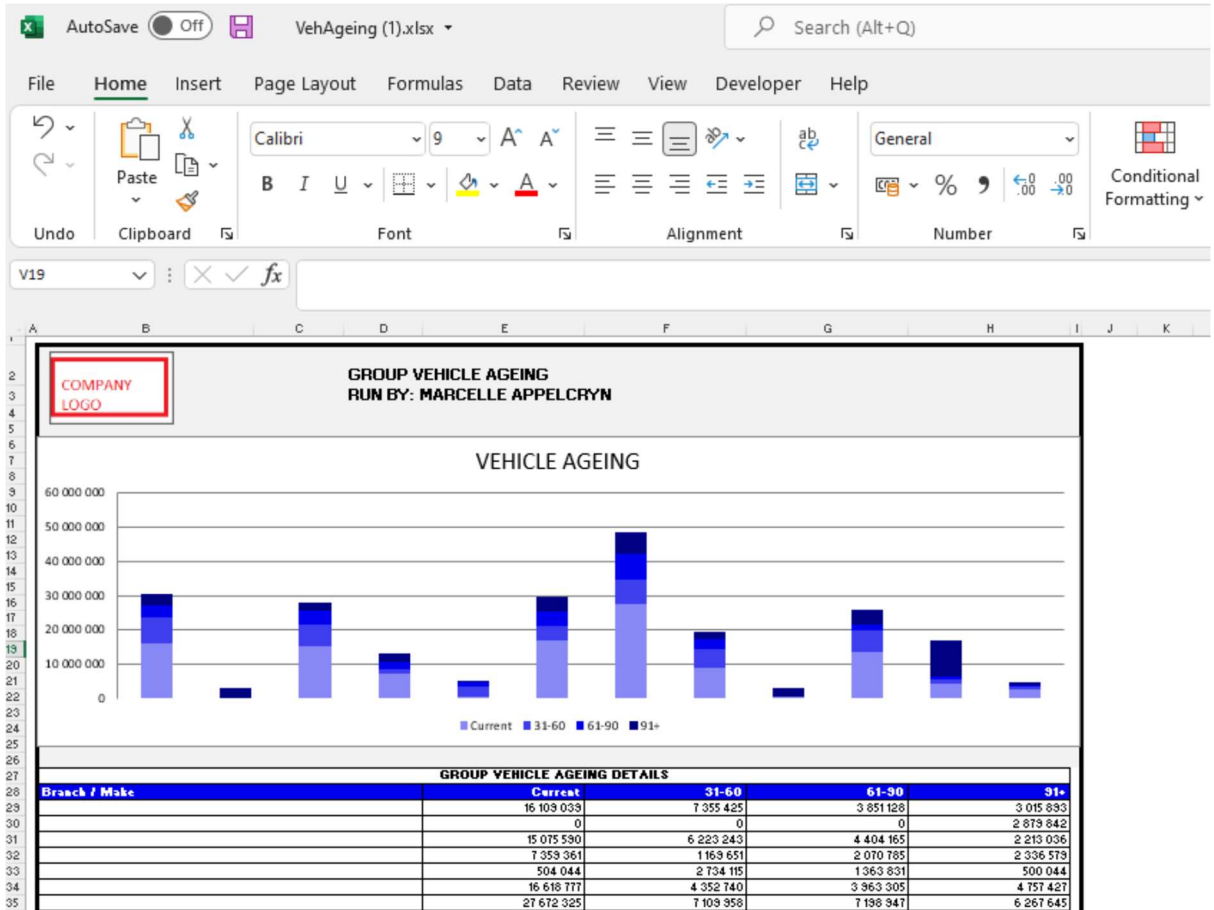 AutoSave Off VehAgeing (1).xlsx Search (Alt+Q)
File Home Insert Page Layout Formulas Data Review View Developer Help
Calibri 9 General
Paste
B I U
Conditional
Formatting
Undo Clipboard Font Alignment Number
V19 fx
A B C D E F G H I J K
COMPANY
LOGO
GROUP VEHICLE AGEING
RUN BY: MARCELLE APPELCRYN
VEHICLE AGEING
60 000 000
50 000 000
40 000 000
30 000 000
20 000 000
10 000 000
0
Current 31-60 61-90 91+
GROUP VEHICLE AGEING DETAILS
28 Branch / Make Current 31-60 61-90 91+
29 16 109 039 7 355 425 3 851 128 3 015 893
30 0 0 0 2 879 842
31 15 075 590 6 223 243 4 404 165 2 213 036
32 7 359 361 1 169 651 2 070 785 2 336 579
33 504 044 2 734 115 1 363 831 500 044
34 16 618 777 4 352 740 3 963 305 4 757 427
35 27 672 325 7 109 958 7 198 947 6 267 645